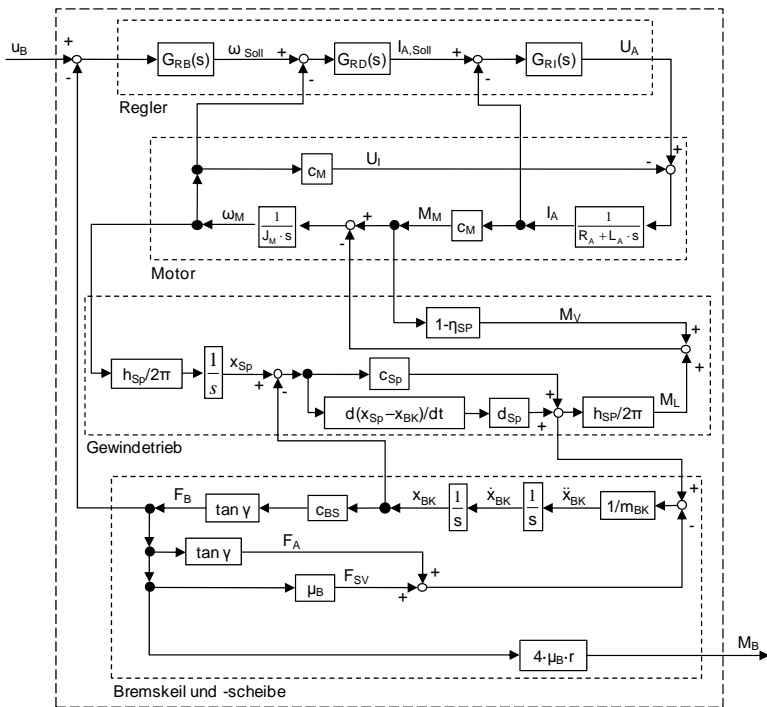 u_B + - G_RB(s) ω_Soll + - G_RD(s) I_A,Soll + - G_RI(s) U_A
Regler
c_M U_I - +
ω_M 1/(J_M · s) + - M_M c_M I_A 1/(R_A + L_A · s)
Motor
1-η_SP M_V +
h_Sp/2π 1/s x_Sp + - c_Sp + +
d(x_Sp – x_BK)/dt d_Sp + h_SP/2π M_L
Gewindetrieb
F_B tan γ c_BS x_BK 1/s ẋ_BK 1/s ẍ_BK 1/m_BK + -
tan γ F_A +
μ_B F_SV +
4·μ_B·r M_B
Bremskeil und -scheibe